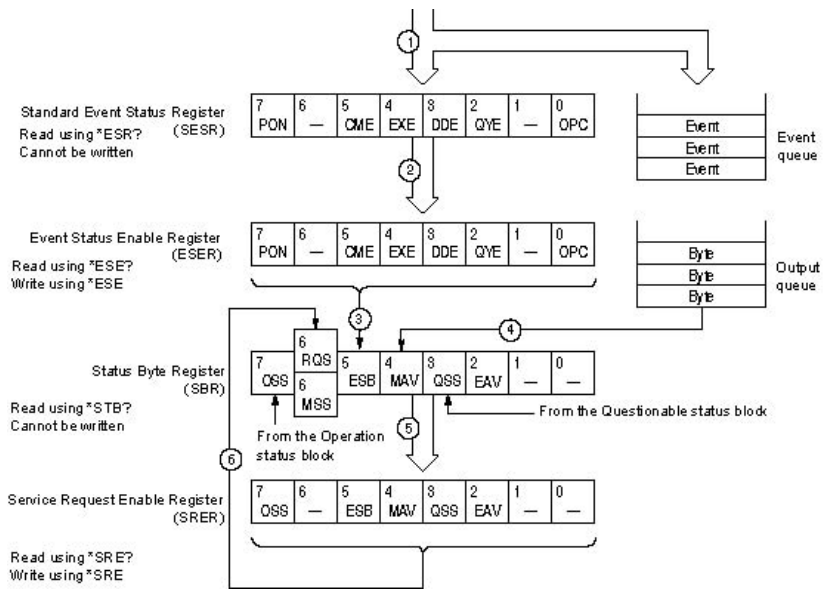 1
Standard Event Status Register
(SESR)
Read using *ESR?
Cannot be written
7 6 5 4 3 2 1 0
PON — CME EXE DDE QYE — OPC
Event
Event
Event
Event
queue
2
Event Status Enable Register
(ESER)
Read using *ESE?
Write using *ESE
7 6 5 4 3 2 1 0
PON — CME EXE DDE QYE — OPC
Byte
Byte
Byte
Output
queue
3
4
Status Byte Register
(SBR)
Read using *STB?
Cannot be written
6
RQS
7 5 4 3 2 1 0
OSS ESB MAV QSS EAV — —
6
MSS
From the Operation
status block
From the Questionable status block
5
6
Service Request Enable Register
(SRER)
Read using *SRE?
Write using *SRE
7 6 5 4 3 2 1 0
OSS — ESB MAV QSS EAV — —